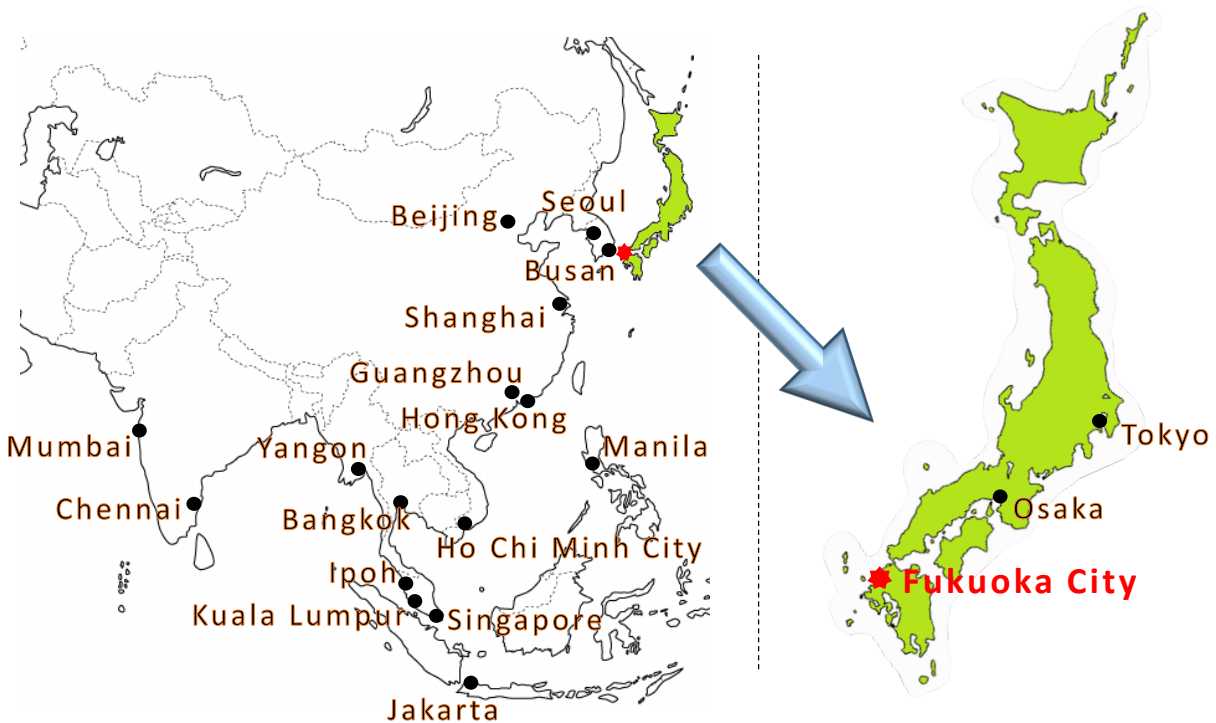 Seoul
Beijing
Busan
Shanghai
Guangzhou
Hong Kong
Mumbai
Yangon
Manila
Chennai
Bangkok
Ho Chi Minh City
Ipoh
Kuala Lumpur
Singapore
Jakarta
Tokyo
Osaka
Fukuoka City